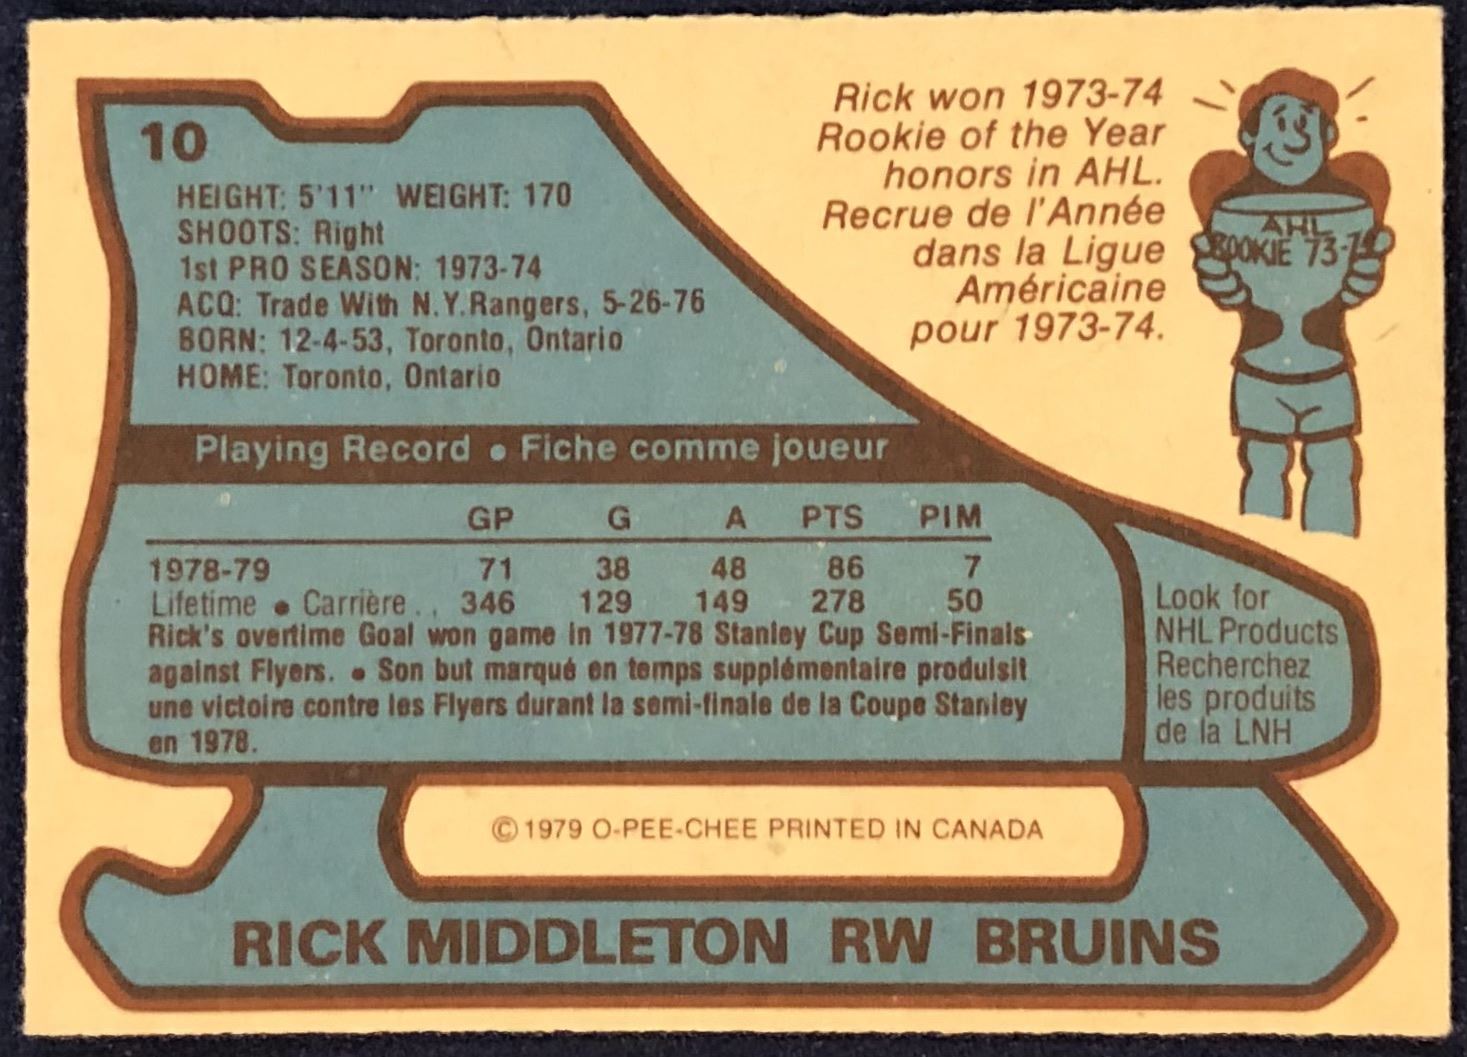 10
HEIGHT: 5'11" WEIGHT: 170
SHOOTS: Right
1st PRO SEASON: 1973-74
ACQ: Trade With N.Y.Rangers, 5-26-76
BORN: 12-4-53, Toronto, Ontario
HOME: Toronto, Ontario
Rick won 1973-74
Rookie of the Year
honors in AHL.
Recrue de l'Année
dans la Ligue
Américaine
pour 1973-74.
AHL
ROOKIE 73-74
Playing Record • Fiche comme joueur
GP G A PTS PIM
1978-79 71 38 48 86 7
Lifetime • Carrière .. 346 129 149 278 50
Rick's overtime Goal won game in 1977-78 Stanley Cup Semi-Finals
against Flyers. • Son but marqué en temps supplémentaire produisit
une victoire contre les Flyers durant la semi-finale de la Coupe Stanley
en 1978.
Look for
NHL Products
Recherchez
les produits
de la LNH
© 1979 O-PEE-CHEE PRINTED IN CANADA
RICK MIDDLETON RW BRUINS